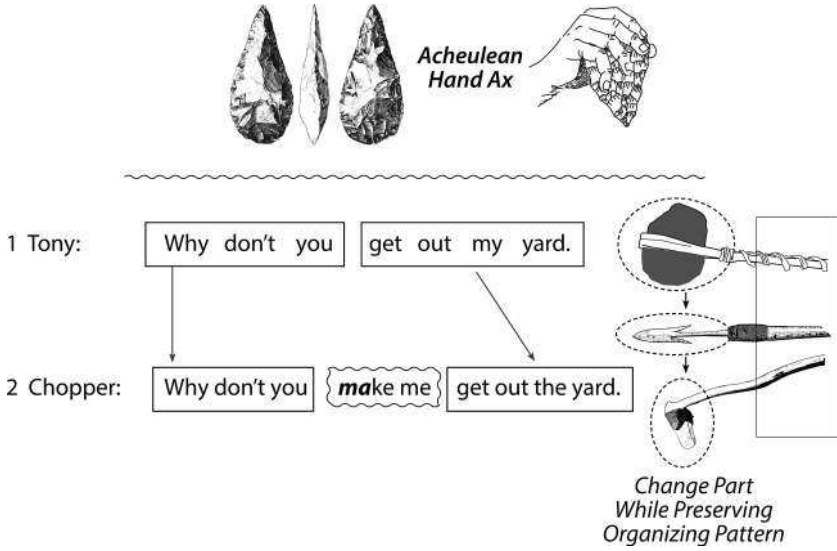 Acheulean
Hand Ax
1 Tony: Why don't you get out my yard.
2 Chopper: Why don't you make me get out the yard.
Change Part
While Preserving
Organizing Pattern